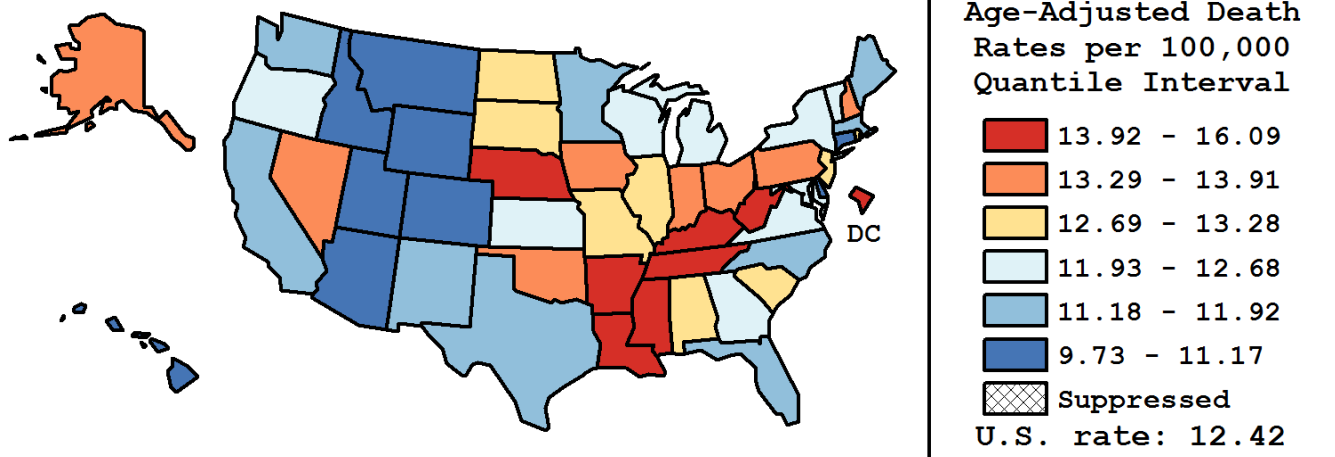 Age-Adjusted Death
Rates per 100,000
Quantile Interval
13.92 - 16.09
13.29 - 13.91
12.69 - 13.28
11.93 - 12.68
11.18 - 11.92
9.73 - 11.17
Suppressed
U.S. rate: 12.42
DC